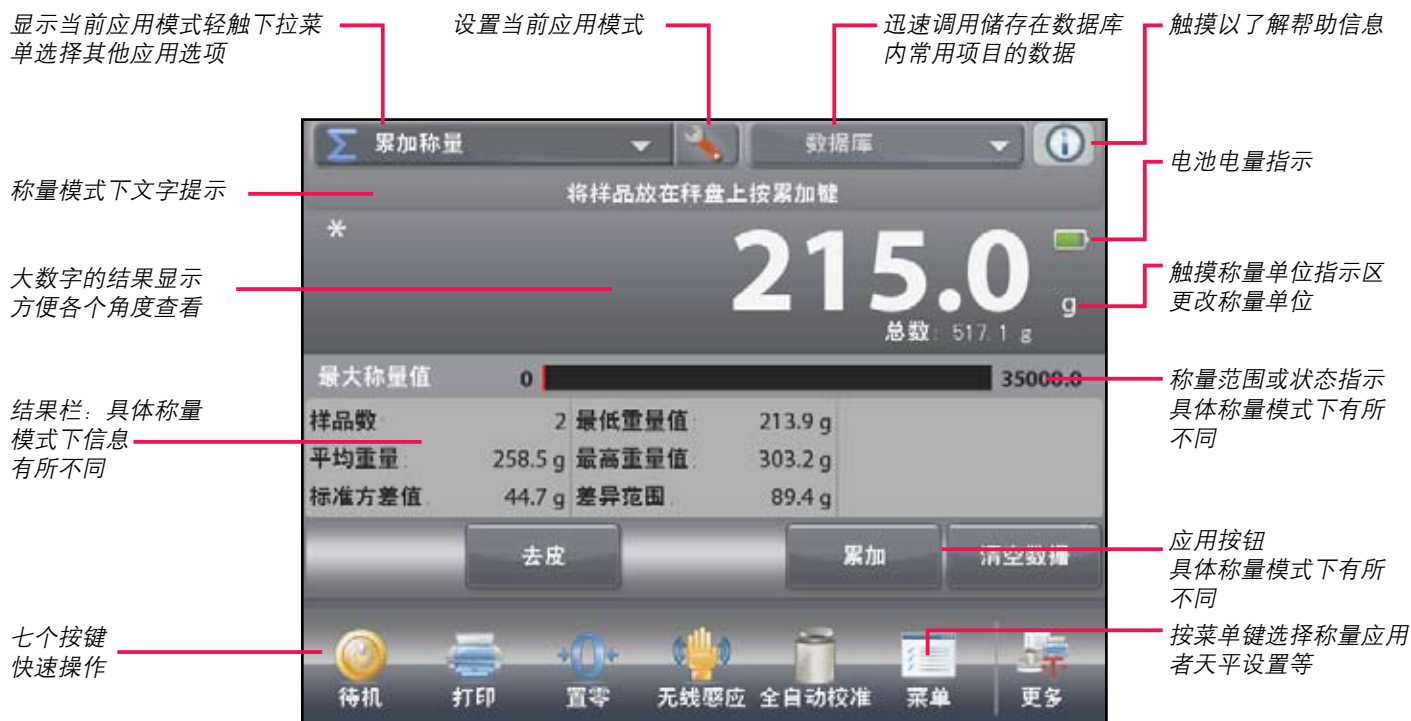 显示当前应用模式轻触下拉菜
单选择其他应用选项
设置当前应用模式
迅速调用储存在数据库
内常用项目的数据
触摸以了解帮助信息
累加称量
数据库
电池电量指示
称量模式下文字提示
将样品放在秤盘上按累加键
*
215.0
g
总数: 517.1 g
大数字的结果显示
方便各个角度查看
触摸称量单位指示区
更改称量单位
最大称量值 0 35000.0
称量范围或状态指示
具体称量模式下有所
不同
结果栏：具体称量
模式下信息
有所不同
样品数: 2 最低重量值: 213.9 g
平均重量: 258.5 g 最高重量值: 303.2 g
标准方差值: 44.7 g 差异范围: 89.4 g
去皮
累加
清空数据
应用按钮
具体称量模式下有所
不同
七个按键
快速操作
按菜单键选择称量应用
者天平设置等
待机
打印
置零
无线感应
全自动校准
菜单
更多